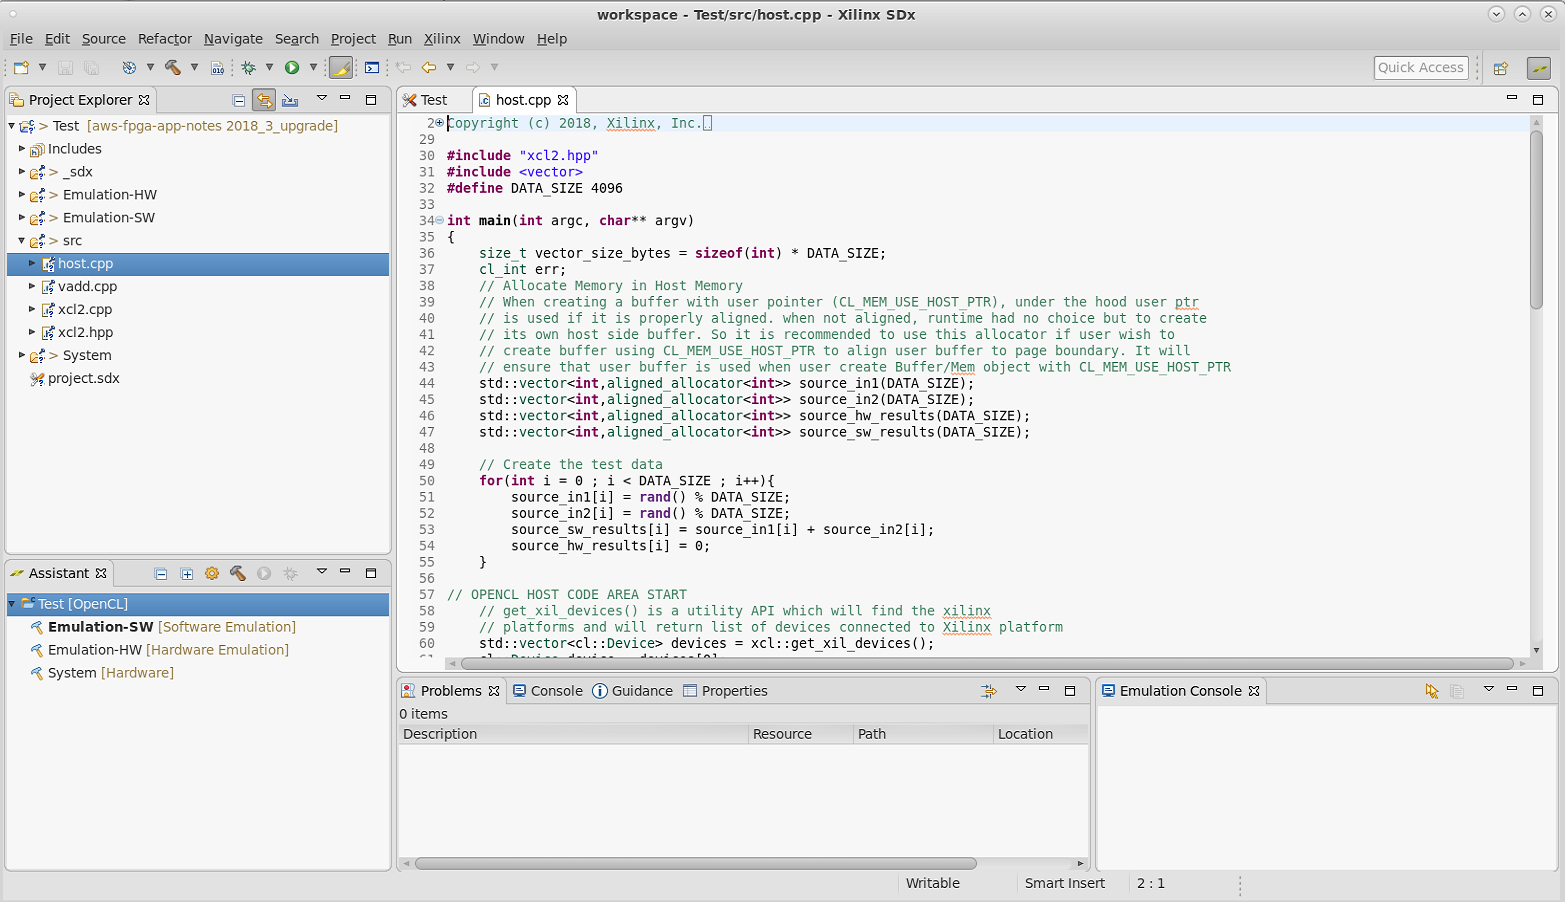 workspace - Test/src/host.cpp - Xilinx SDx
File Edit Source Refactor Navigate Search Project Run Xilinx Window Help
010
Quick Access
Project Explorer
Test [aws-fpga-app-notes 2018_3_upgrade]
Includes
> _sdx
> Emulation-HW
> Emulation-SW
> src
host.cpp
vadd.cpp
xcl2.cpp
xcl2.hpp
> System
project.sdx
Assistant
Test [OpenCL]
Emulation-SW [Software Emulation]
Emulation-HW [Hardware Emulation]
System [Hardware]
Test host.cpp
2 Copyright (c) 2018, Xilinx, Inc.
29
30 #include "xcl2.hpp"
31 #include <vector>
32 #define DATA_SIZE 4096
33
34 int main(int argc, char** argv)
35 {
36 size_t vector_size_bytes = sizeof(int) * DATA_SIZE;
37 cl_int err;
38 // Allocate Memory in Host Memory
39 // When creating a buffer with user pointer (CL_MEM_USE_HOST_PTR), under the hood user ptr
40 // is used if it is properly aligned. when not aligned, runtime had no choice but to create
41 // its own host side buffer. So it is recommended to use this allocator if user wish to
42 // create buffer using CL_MEM_USE_HOST_PTR to align user buffer to page boundary. It will
43 // ensure that user buffer is used when user create Buffer/Mem object with CL_MEM_USE_HOST_PTR
44 std::vector<int,aligned_allocator<int>> source_in1(DATA_SIZE);
45 std::vector<int,aligned_allocator<int>> source_in2(DATA_SIZE);
46 std::vector<int,aligned_allocator<int>> source_hw_results(DATA_SIZE);
47 std::vector<int,aligned_allocator<int>> source_sw_results(DATA_SIZE);
48
49 // Create the test data
50 for(int i = 0 ; i < DATA_SIZE ; i++){
51 source_in1[i] = rand() % DATA_SIZE;
52 source_in2[i] = rand() % DATA_SIZE;
53 source_sw_results[i] = source_in1[i] + source_in2[i];
54 source_hw_results[i] = 0;
55 }
56
57 // OPENCL HOST CODE AREA START
58 // get_xil_devices() is a utility API which will find the xilinx
59 // platforms and will return list of devices connected to Xilinx platform
60 std::vector<cl::Device> devices = xcl::get_xil_devices();
Problems Console Guidance Properties
0 items
Description Resource Path Location
Emulation Console
Writable Smart Insert 2 : 1